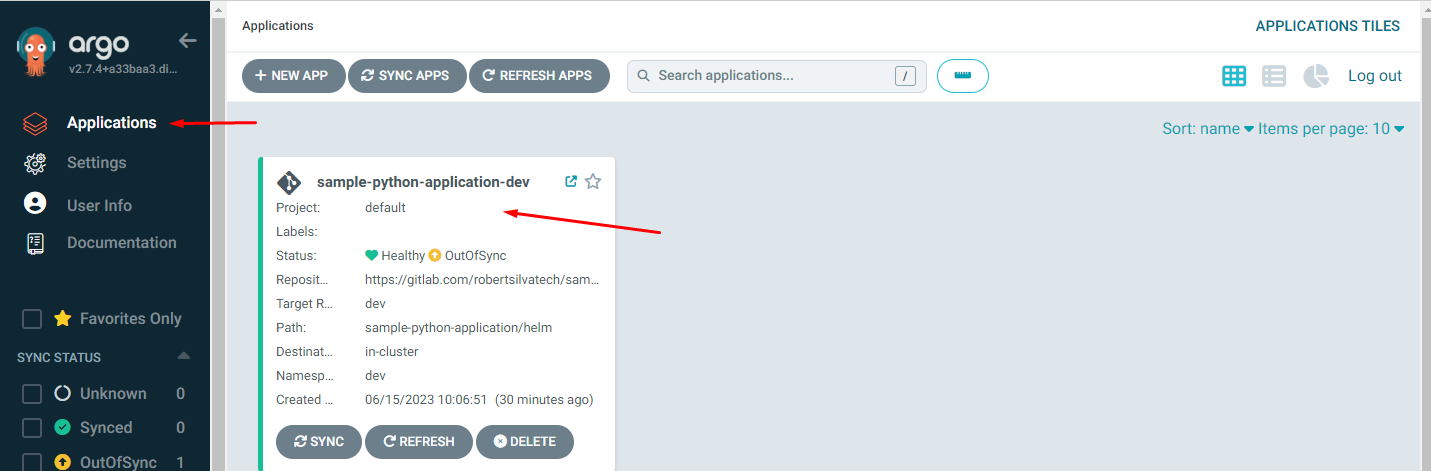 argo
v2.7.4+a33baa3.di...
Applications
Settings
User Info
Documentation
Favorites Only
SYNC STATUS
Unknown 0
Synced 0
OutOfSync 1
Applications
APPLICATIONS TILES
NEW APP
SYNC APPS
REFRESH APPS
Search applications...
/
Log out
Sort: name Items per page: 10
sample-python-application-dev
Project: default
Labels:
Status: Healthy OutOfSync
Reposit... https://gitlab.com/robertsilvatech/sam...
Target R... dev
Path: sample-python-application/helm
Destinat... in-cluster
Namesp... dev
Created ... 06/15/2023 10:06:51 (30 minutes ago)
SYNC
REFRESH
DELETE